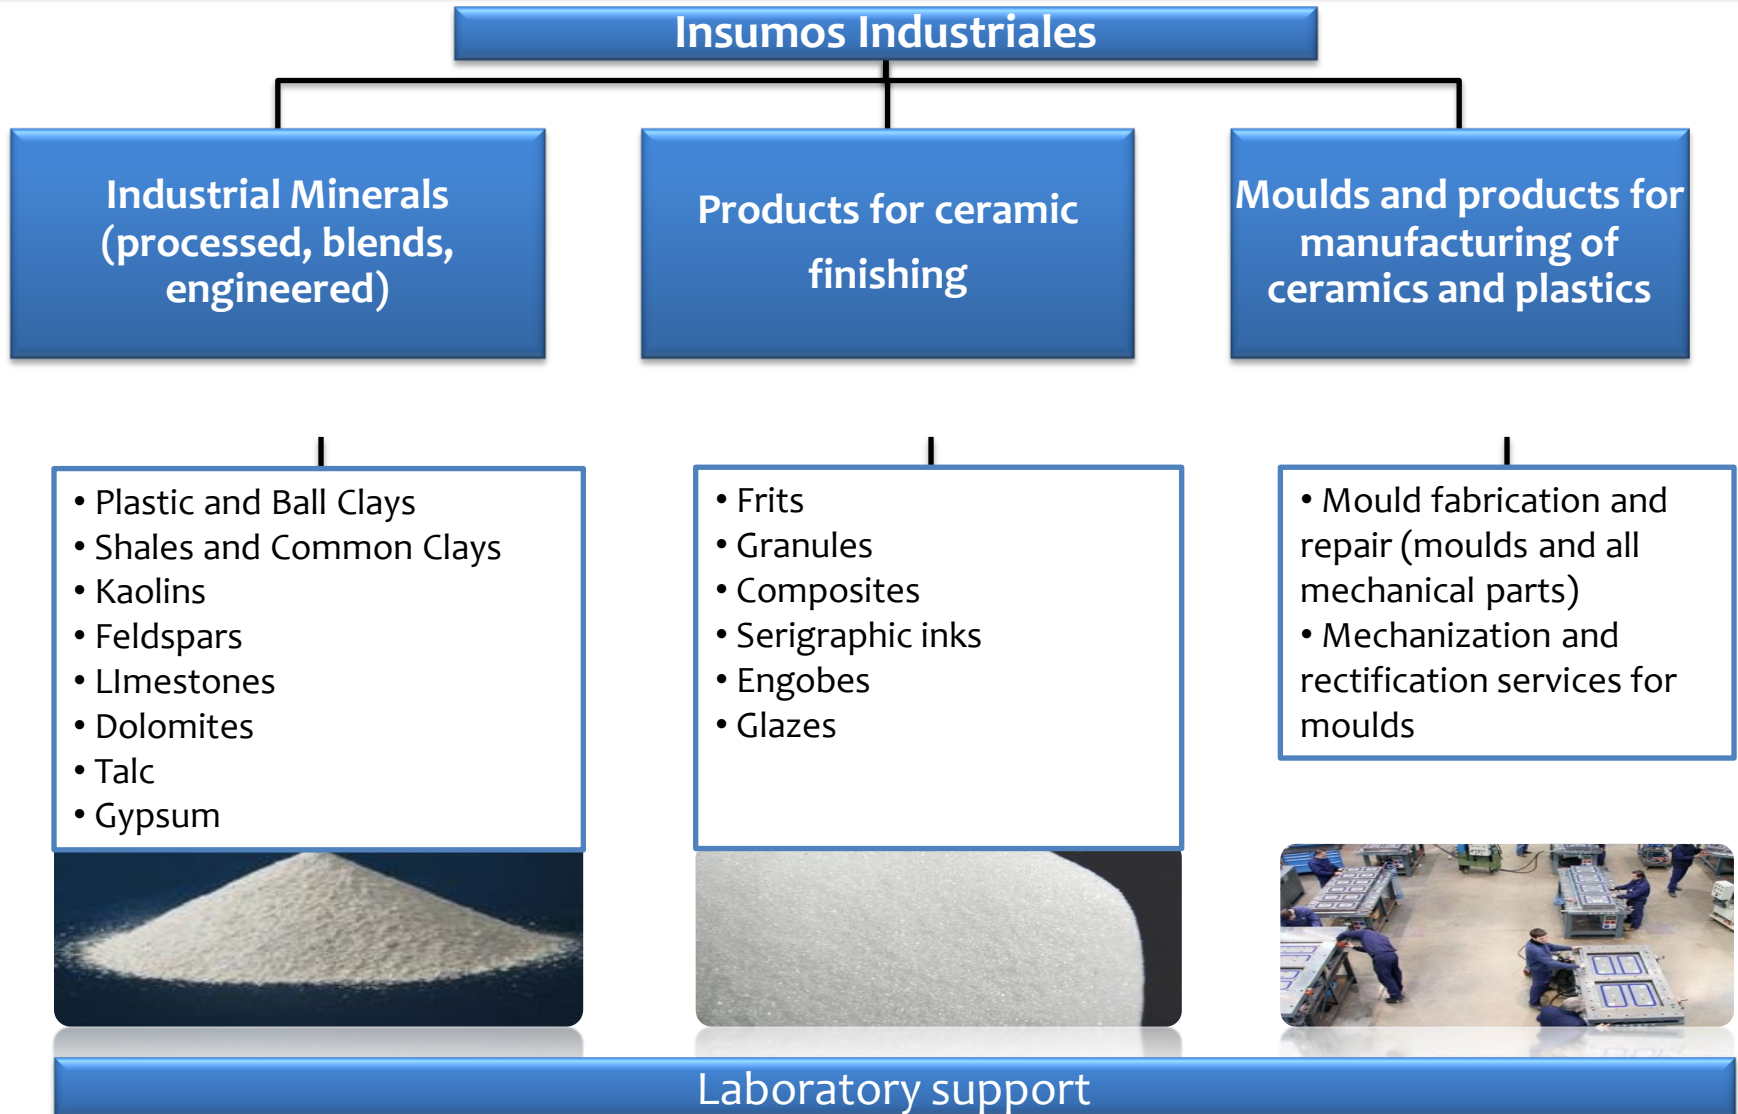 Insumos Industriales
Industrial Minerals
(processed, blends,
engineered)
Products for ceramic
finishing
Moulds and products for
manufacturing of
ceramics and plastics
• Plastic and Ball Clays
• Shales and Common Clays
• Kaolins
• Feldspars
• LImestones
• Dolomites
• Talc
• Gypsum
• Frits
• Granules
• Composites
• Serigraphic inks
• Engobes
• Glazes
• Mould fabrication and
repair (moulds and all
mechanical parts)
• Mechanization and
rectification services for
moulds
Laboratory support